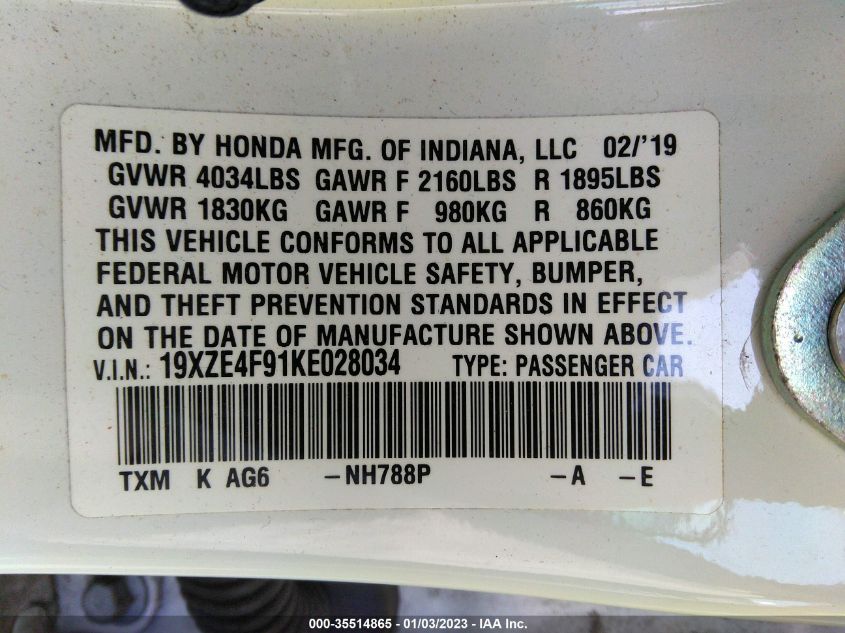 MFD. BY HONDA MFG. OF INDIANA, LLC 02/'19
GVWR 4034LBS GAWR F 2160LBS R 1895LBS
GVWR 1830KG GAWR F 980KG R 860KG
THIS VEHICLE CONFORMS TO ALL APPLICABLE
FEDERAL MOTOR VEHICLE SAFETY, BUMPER,
AND THEFT PREVENTION STANDARDS IN EFFECT
ON THE DATE OF MANUFACTURE SHOWN ABOVE.
V.I.N.: 19XZE4F91KE028034 TYPE: PASSENGER CAR
TXM K AG6 -NH788P -A -E
000-35514865 - 01/03/2023 - © IAA Inc.